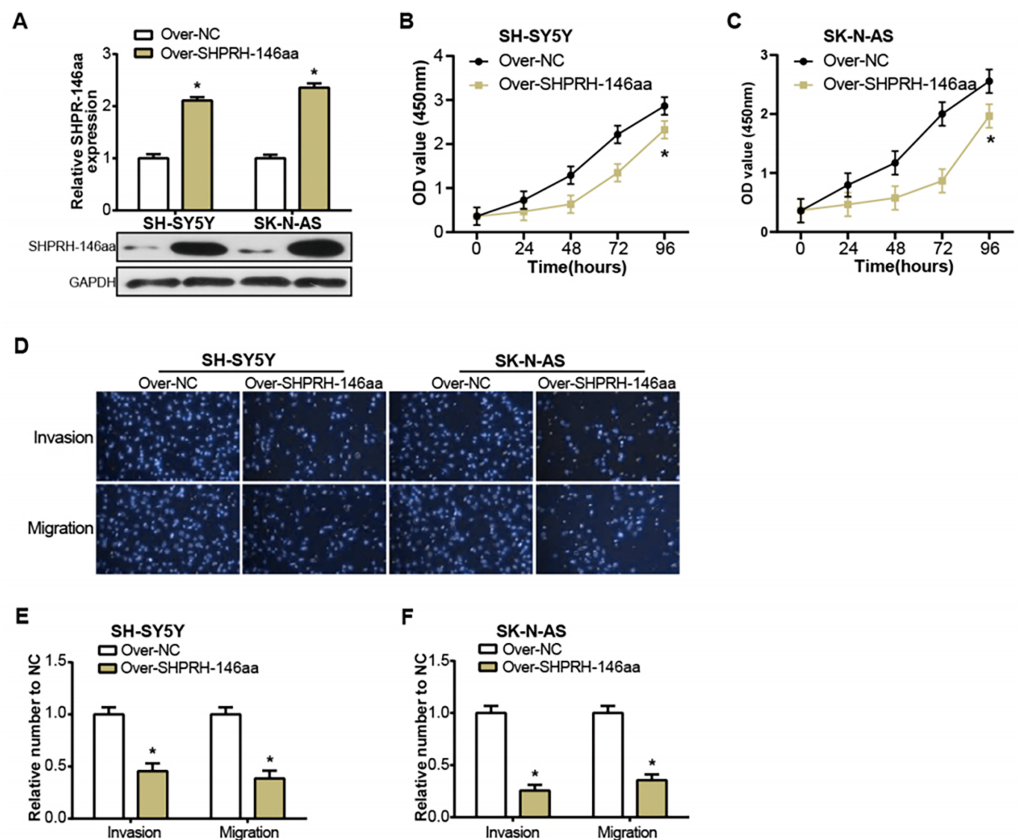 A
Over-NC
Over-SHPRH-146aa
Relative SHPR-146aa
expression
3
2
1
0
*
*
SH-SY5Y SK-N-AS
SHPRH-146aa
GAPDH
B
SH-SY5Y
Over-NC
Over-SHPRH-146aa
OD value (450nm)
4
3
2
1
0
*
0 24 48 72 96
Time(hours)
C
SK-N-AS
Over-NC
Over-SHPRH-146aa
OD value (450nm)
3
2
1
0
*
0 24 48 72 96
Time(hours)
D
SH-SY5Y SK-N-AS
Over-NC Over-SHPRH-146aa Over-NC Over-SHPRH-146aa
Invasion
Migration
E
SH-SY5Y
Over-NC
Over-SHPRH-146aa
Relative number to NC
1.5
1.0
0.5
0.0
*
*
Invasion Migration
F
SK-N-AS
Over-NC
Over-SHPRH-146aa
Relative number to NC
1.5
1.0
0.5
0.0
*
*
Invasion Migration